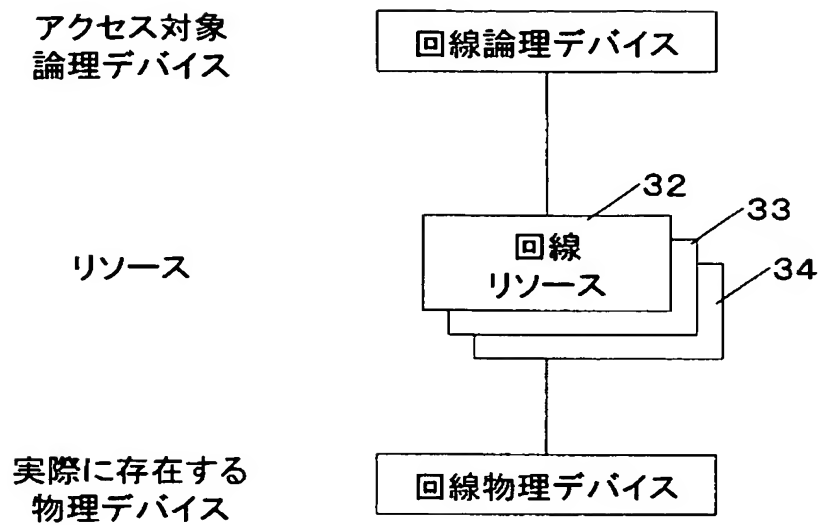 アクセス対象
論理デバイス
回線論理デバイス
32
33
34
リソース
回線
リソース
実際に存在する
物理デバイス
回線物理デバイス